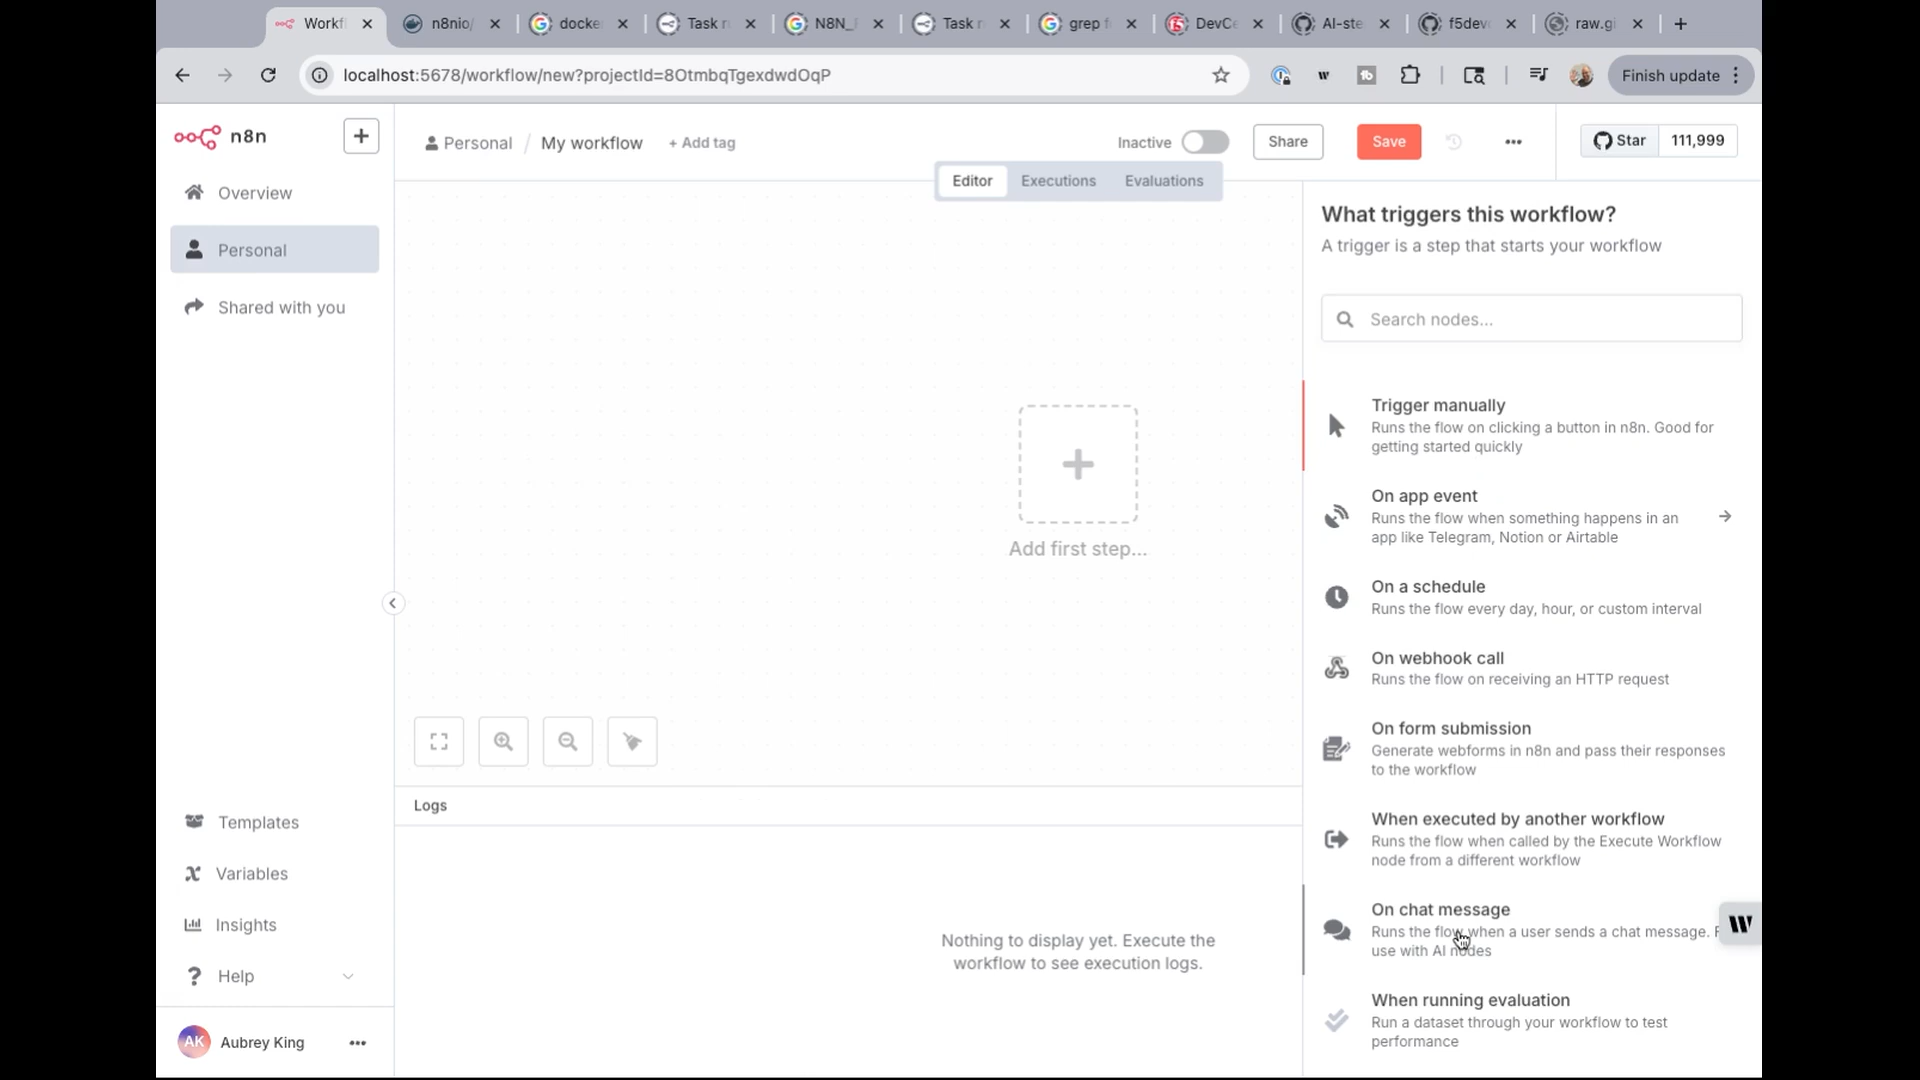 Workfl
n8nio/
docke
Task r
N8N_
Task r
grep f
DevCe
AI-ste
f5dev
raw.gi
localhost:5678/workflow/new?projectId=8OtmbqTgexdwdOqP
Finish update
n8n
Personal / My workflow
+ Add tag
Inactive
Share
Save
Star
111,999
Editor
Executions
Evaluations
Overview
Personal
Shared with you
Add first step...
Logs
Nothing to display yet. Execute the
workflow to see execution logs.
Templates
Variables
Insights
Help
AK
Aubrey King
What triggers this workflow?
A trigger is a step that starts your workflow
Search nodes...
Trigger manually
Runs the flow on clicking a button in n8n. Good for
getting started quickly
On app event
Runs the flow when something happens in an
app like Telegram, Notion or Airtable
On a schedule
Runs the flow every day, hour, or custom interval
On webhook call
Runs the flow on receiving an HTTP request
On form submission
Generate webforms in n8n and pass their responses
to the workflow
When executed by another workflow
Runs the flow when called by the Execute Workflow
node from a different workflow
On chat message
Runs the flow when a user sends a chat message. F
use with AI nodes
When running evaluation
Run a dataset through your workflow to test
performance